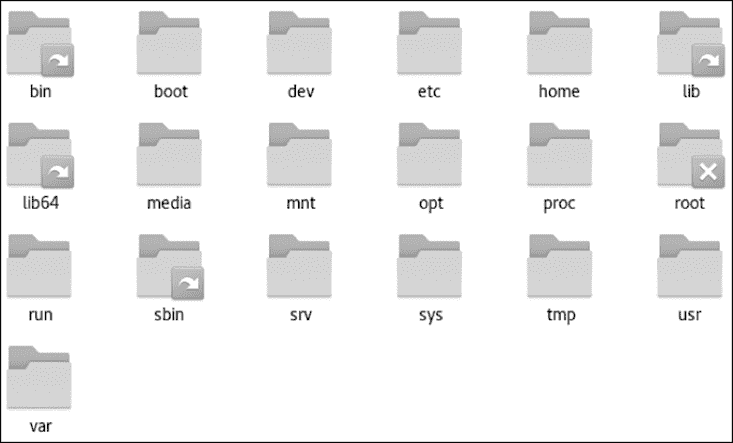 bin boot dev etc home lib
lib64 media mnt opt proc root
run sbin srv sys tmp usr
var